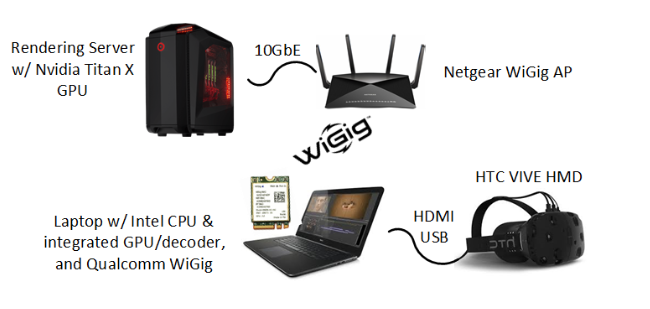 Rendering Server
w/ Nvidia Titan X
GPU
10GbE
Netgear WiGig AP
WiGig
HTC VIVE HMD
Laptop w/ Intel CPU &
integrated GPU/decoder,
and Qualcomm WiGig
HDMI
USB
HTC